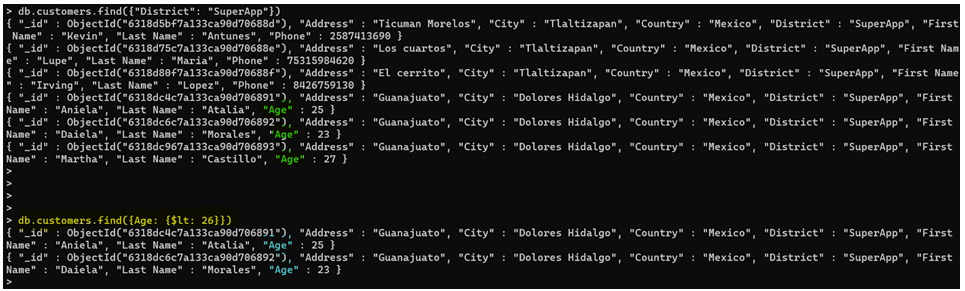 > db.customers.find({"District": "SuperApp"})
{ "_id" : ObjectId("6318d5bf7a133ca90d70688d"), "Address" : "Ticuman Morelos", "City" : "Tlaltizapan", "Country" : "Mexico", "District" : "SuperApp", "First
 Name" : "Kevin", "Last Name" : "Antunes", "Phone" : 2587413690 }
{ "_id" : ObjectId("6318d75c7a133ca90d70688e"), "Address" : "Los cuartos", "City" : "Tlaltizapan", "Country" : "Mexico", "District" : "SuperApp", "First Nam
e" : "Lupe", "Last Name" : "Maria", "Phone" : 75315984620 }
{ "_id" : ObjectId("6318d80f7a133ca90d70688f"), "Address" : "El cerrito", "City" : "Tlaltizapan", "Country" : "Mexico", "District" : "SuperApp", "First Name
" : "Irving", "Last Name" : "Lopez", "Phone" : 8426759130 }
{ "_id" : ObjectId("6318dc4c7a133ca90d706891"), "Address" : "Guanajuato", "City" : "Dolores Hidalgo", "Country" : "Mexico", "District" : "SuperApp", "First
Name" : "Aniela", "Last Name" : "Atalia", "Age" : 25 }
{ "_id" : ObjectId("6318dc6c7a133ca90d706892"), "Address" : "Guanajuato", "City" : "Dolores Hidalgo", "Country" : "Mexico", "District" : "SuperApp", "First
Name" : "Daiela", "Last Name" : "Morales", "Age" : 23 }
{ "_id" : ObjectId("6318dc967a133ca90d706893"), "Address" : "Guanajuato", "City" : "Dolores Hidalgo", "Country" : "Mexico", "District" : "SuperApp", "First
Name" : "Martha", "Last Name" : "Castillo", "Age" : 27 }
>
>
>
>
> db.customers.find({Age: {$lt: 26}})
{ "_id" : ObjectId("6318dc4c7a133ca90d706891"), "Address" : "Guanajuato", "City" : "Dolores Hidalgo", "Country" : "Mexico", "District" : "SuperApp", "First
Name" : "Aniela", "Last Name" : "Atalia", "Age" : 25 }
{ "_id" : ObjectId("6318dc6c7a133ca90d706892"), "Address" : "Guanajuato", "City" : "Dolores Hidalgo", "Country" : "Mexico", "District" : "SuperApp", "First
Name" : "Daiela", "Last Name" : "Morales", "Age" : 23 }
>